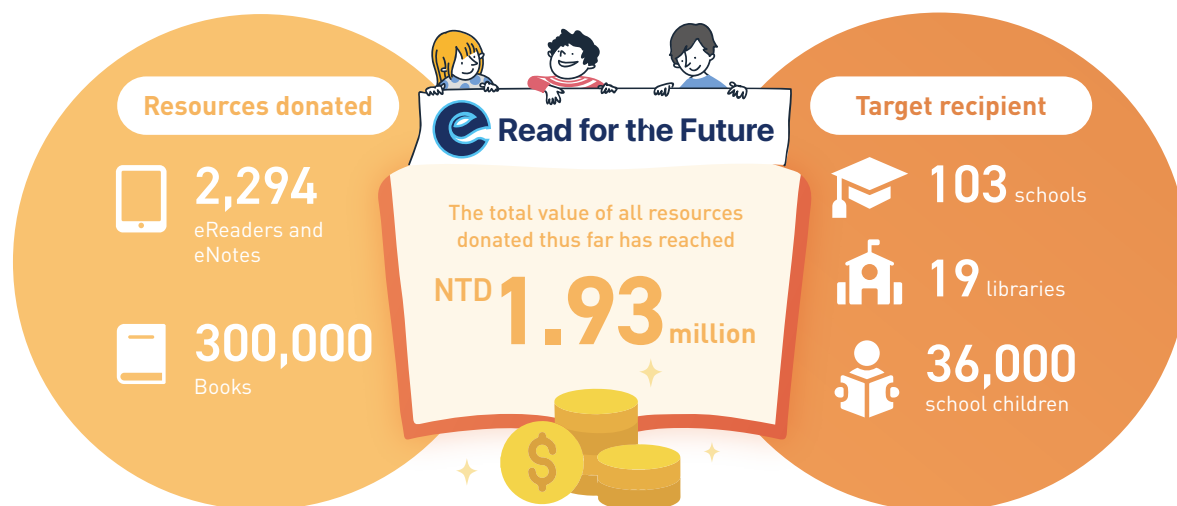 Resources donated
2,294
eReaders and
eNotes
300,000
Books
e Read for the Future
The total value of all resources
donated thus far has reached
NTD 1.93 million
$
Target recipient
103 schools
19 libraries
36,000
school children